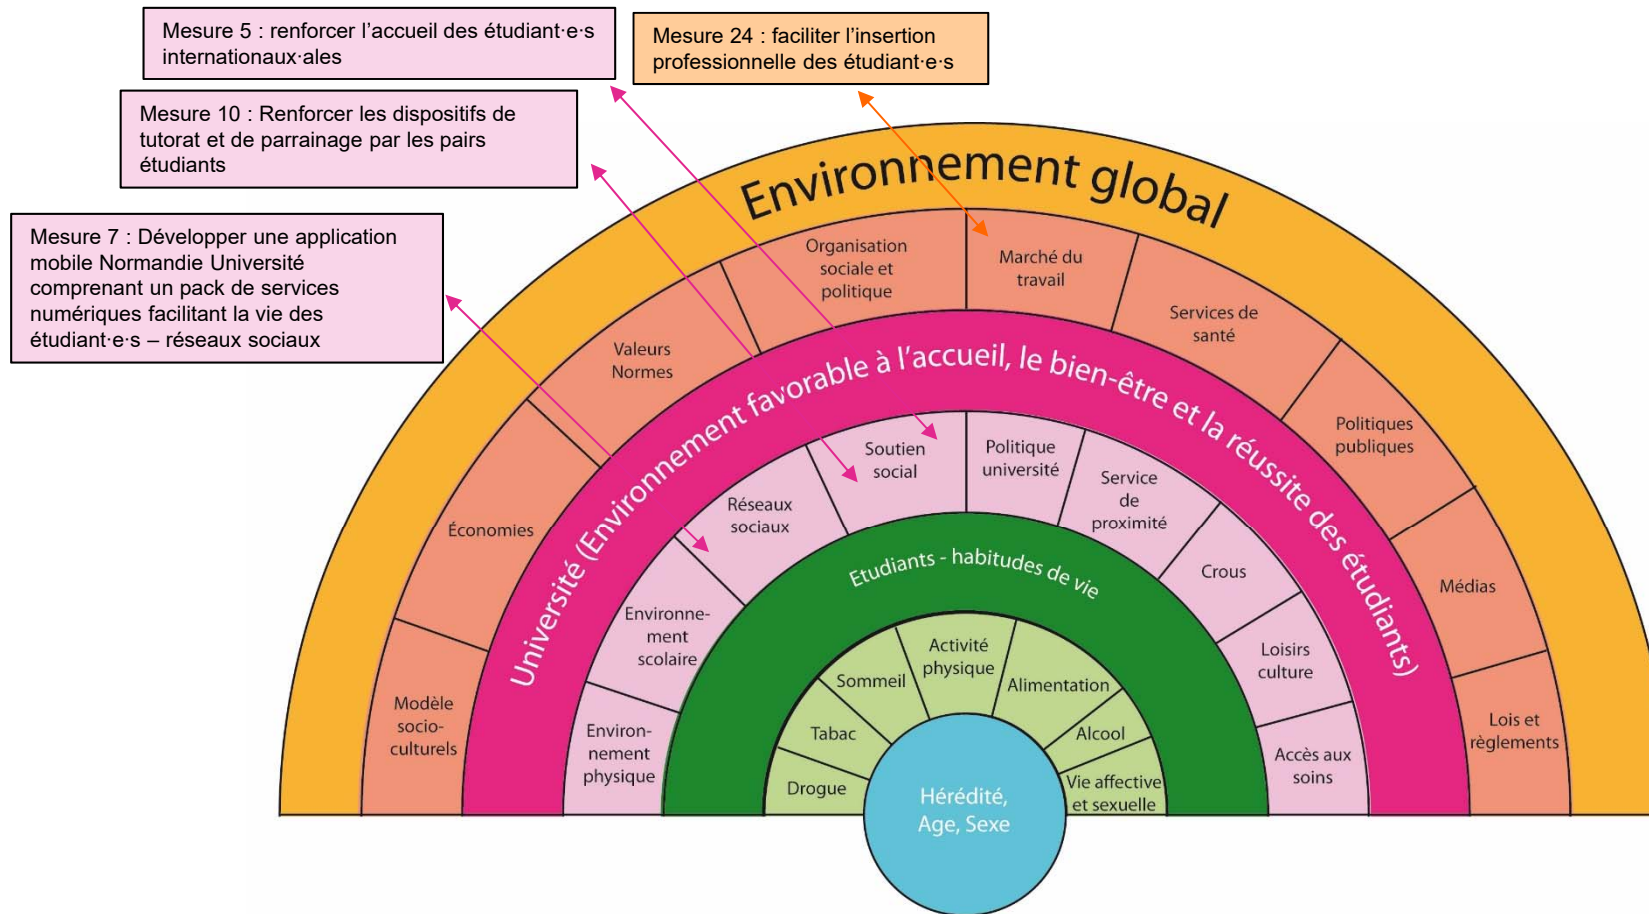 Mesure 5 : renforcer l’accueil des étudiant·e·s
internationaux·ales
Mesure 24 : faciliter l’insertion
professionnelle des étudiant·e·s
Mesure 10 : Renforcer les dispositifs de
tutorat et de parrainage par les pairs
étudiants
Mesure 7 : Développer une application
mobile Normandie Université
comprenant un pack de services
numériques facilitant la vie des
étudiant·e·s – réseaux sociaux
Environnement global
Modèle
socio-
culturels
Économies
Valeurs
Normes
Organisation
sociale et
politique
Marché du
travail
Services de
santé
Politiques
publiques
Médias
Lois et
règlements
Université (Environnement favorable à l’accueil, le bien-être et la réussite des étudiants)
Environ-
nement
physique
Environne-
ment
scolaire
Réseaux
sociaux
Soutien
social
Politique
université
Service
de
proximité
Crous
Loisirs
culture
Accès aux
soins
Etudiants - habitudes de vie
Drogue
Tabac
Sommeil
Activité
physique
Alimentation
Alcool
Vie affective
et sexuelle
Hérédité,
Age, Sexe